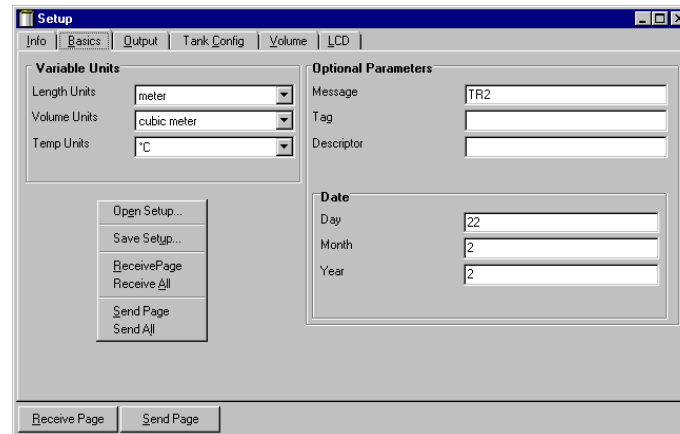 Setup
Info Basics Output Tank Config Volume LCD
Variable Units
Length Units meter
Volume Units cubic meter
Temp Units °C
Open Setup...
Save Setup...
ReceivePage
Receive All
Send Page
Send All
Optional Parameters
Message TR2
Tag
Descriptor
Date
Day 22
Month 2
Year 2
Receive Page Send Page